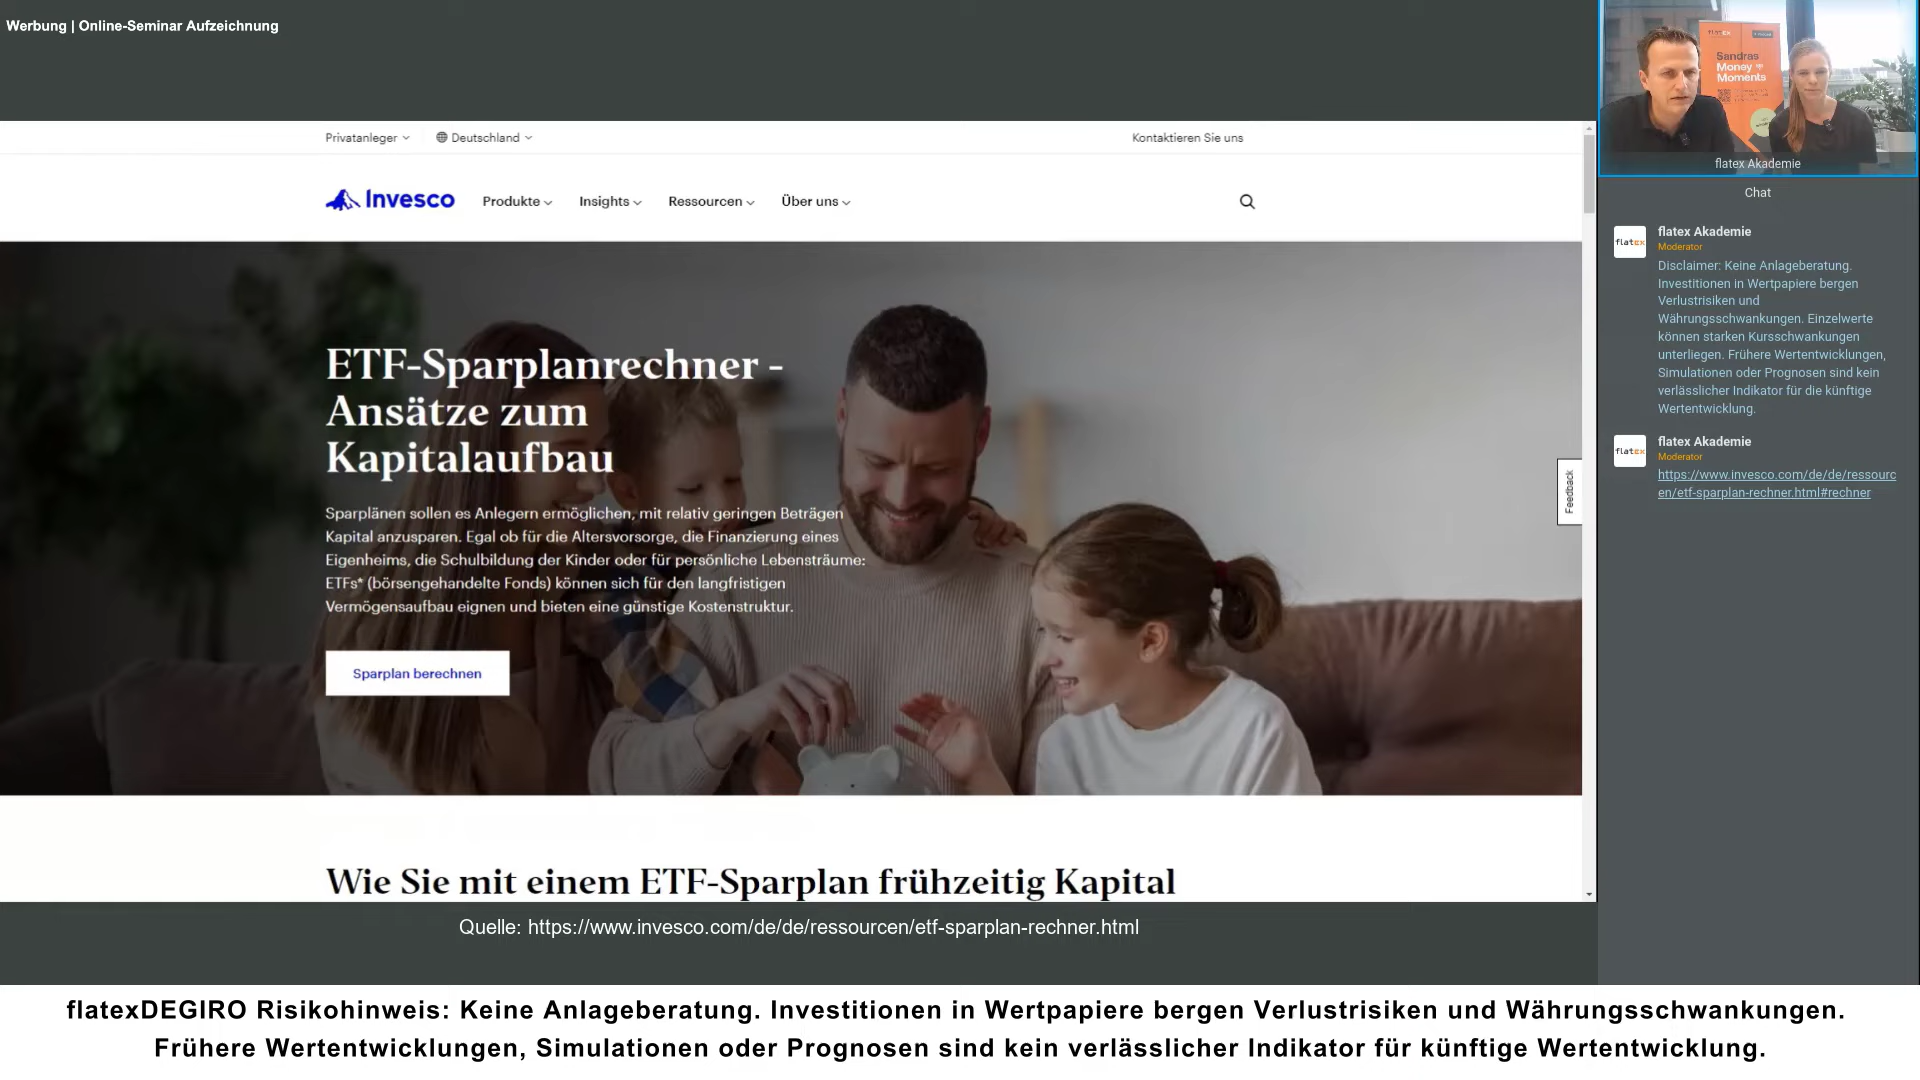 Werbung | Online-Seminar Aufzeichnung
Privatanleger
Deutschland
Kontaktieren Sie uns
Invesco
Produkte
Insights
Ressourcen
Über uns
ETF-Sparplanrechner -
Ansätze zum
Kapitalaufbau
Sparplänen sollen es Anlegern ermöglichen, mit relativ geringen Beträgen
Kapital anzusparen. Egal ob für die Altersvorsorge, die Finanzierung eines
Eigenheims, die Schulbildung der Kinder oder für persönliche Lebensträume:
ETFs* (börsengehandelte Fonds) können sich für den langfristigen
Vermögensaufbau eignen und bieten eine günstige Kostenstruktur.
Sparplan berechnen
Feedback
Wie Sie mit einem ETF-Sparplan frühzeitig Kapital
Quelle: https://www.invesco.com/de/de/ressourcen/etf-sparplan-rechner.html
flatex
Sandras
Money
Moments
flatex Akademie
Chat
flatex
flatex Akademie
Moderator
Disclaimer: Keine Anlageberatung.
Investitionen in Wertpapiere bergen
Verlustrisiken und
Währungsschwankungen. Einzelwerte
können starken Kursschwankungen
unterliegen. Frühere Wertentwicklungen,
Simulationen oder Prognosen sind kein
verlässlicher Indikator für die künftige
Wertentwicklung.
flatex
flatex Akademie
Moderator
https://www.invesco.com/de/de/ressourc
en/etf-sparplan-rechner.html#rechner
flatexDEGIRO Risikohinweis: Keine Anlageberatung. Investitionen in Wertpapiere bergen Verlustrisiken und Währungsschwankungen.
Frühere Wertentwicklungen, Simulationen oder Prognosen sind kein verlässlicher Indikator für künftige Wertentwicklung.